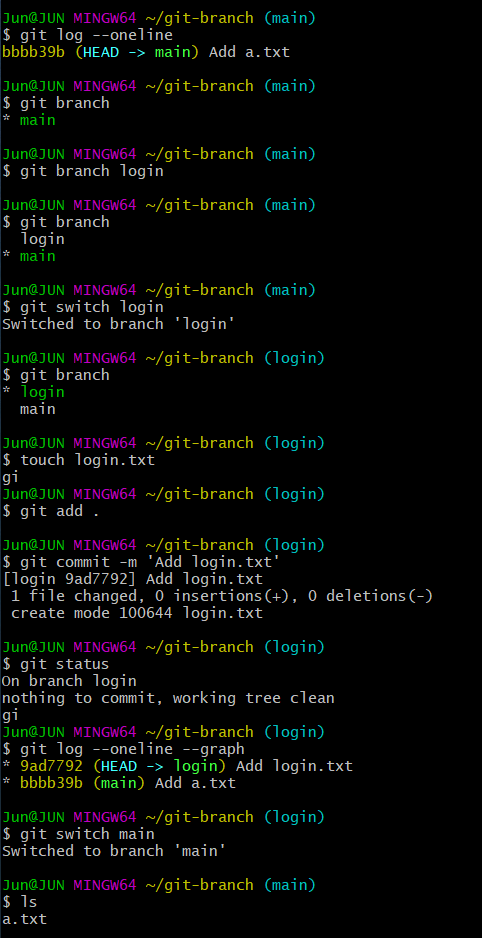 Jun@JUN MINGW64 ~/git-branch (main)
$ git log --oneline
bbbb39b (HEAD -> main) Add a.txt

Jun@JUN MINGW64 ~/git-branch (main)
$ git branch
* main

Jun@JUN MINGW64 ~/git-branch (main)
$ git branch login

Jun@JUN MINGW64 ~/git-branch (main)
$ git branch
  login
* main

Jun@JUN MINGW64 ~/git-branch (main)
$ git switch login
Switched to branch 'login'

Jun@JUN MINGW64 ~/git-branch (login)
$ git branch
* login
  main

Jun@JUN MINGW64 ~/git-branch (login)
$ touch login.txt
gi
Jun@JUN MINGW64 ~/git-branch (login)
$ git add .

Jun@JUN MINGW64 ~/git-branch (login)
$ git commit -m 'Add login.txt'
[login 9ad7792] Add login.txt
 1 file changed, 0 insertions(+), 0 deletions(-)
 create mode 100644 login.txt

Jun@JUN MINGW64 ~/git-branch (login)
$ git status
On branch login
nothing to commit, working tree clean
gi
Jun@JUN MINGW64 ~/git-branch (login)
$ git log --oneline --graph
* 9ad7792 (HEAD -> login) Add login.txt
* bbbb39b (main) Add a.txt

Jun@JUN MINGW64 ~/git-branch (login)
$ git switch main
Switched to branch 'main'

Jun@JUN MINGW64 ~/git-branch (main)
$ ls
a.txt